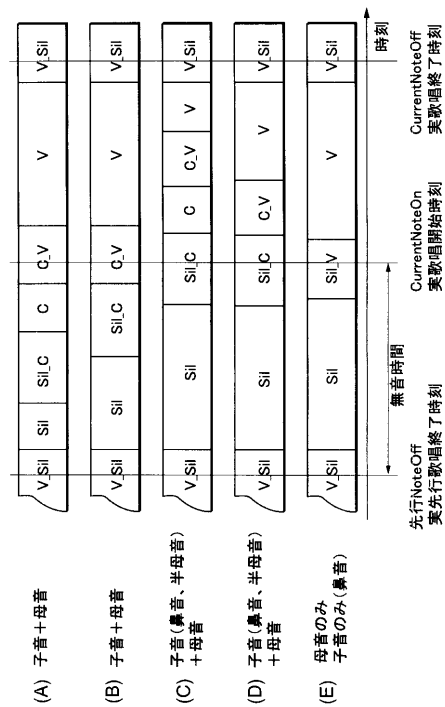 (A) 子音+母音
V_Sil Sil Sil_C C C_V V V_Sil
(B) 子音+母音
V_Sil Sil Sil_C C_V V V_Sil
(C) 子音(鼻音、半母音)
+母音
V_Sil Sil Sil_C C C_V V V_Sil
(D) 子音(鼻音、半母音)
+母音
V_Sil Sil Sil_C C_V V V_Sil
(E) 母音のみ
子音のみ(鼻音)
V_Sil Sil Sil_V V V_Sil
無音時間
時刻
先行NoteOff
実先行歌唱終了時刻
CurrentNoteOn
実歌唱開始時刻
CurrentNoteOff
実歌唱終了時刻